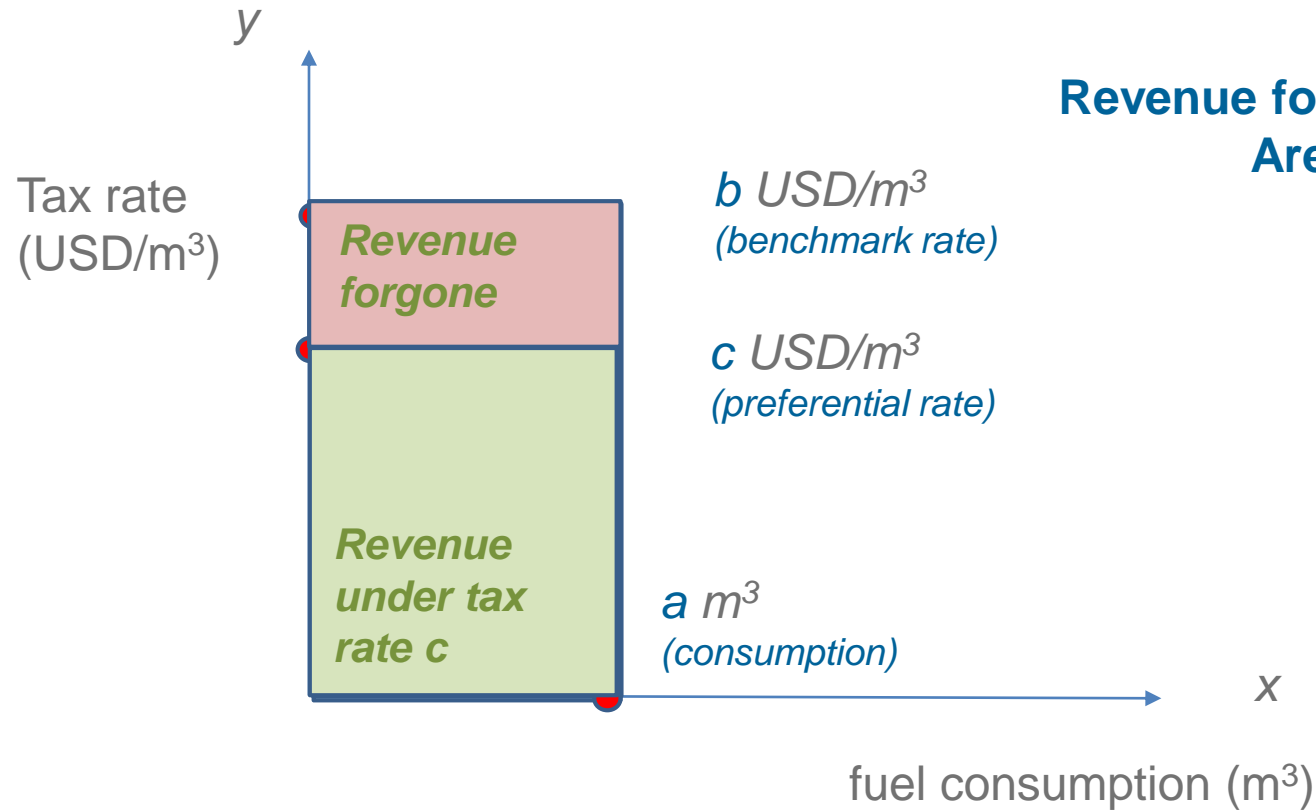 y
Revenue fo
Are
Tax rate
(USD/m³)
b USD/m³
(benchmark rate)
Revenue
forgone
c USD/m³
(preferential rate)
Revenue
under tax
rate c
a m³
(consumption)
x
fuel consumption (m³)